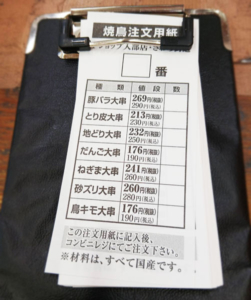 焼鳥注文用紙
番
種類 値段 数
豚バラ大串 269円(税抜) 290円(税込)
とり皮大串 213円(税抜) 230円(税込)
地どり大串 232円(税抜) 250円(税込)
だんご大串 176円(税抜) 190円(税込)
ねぎま大串 241円(税抜) 260円(税込)
砂ズリ大串 260円(税抜) 280円(税込)
鳥キモ大串 176円(税抜) 190円(税込)
この注文用紙に記入後、
コンビニレジにてご注文下さい。
※材料は、すべて国産です。